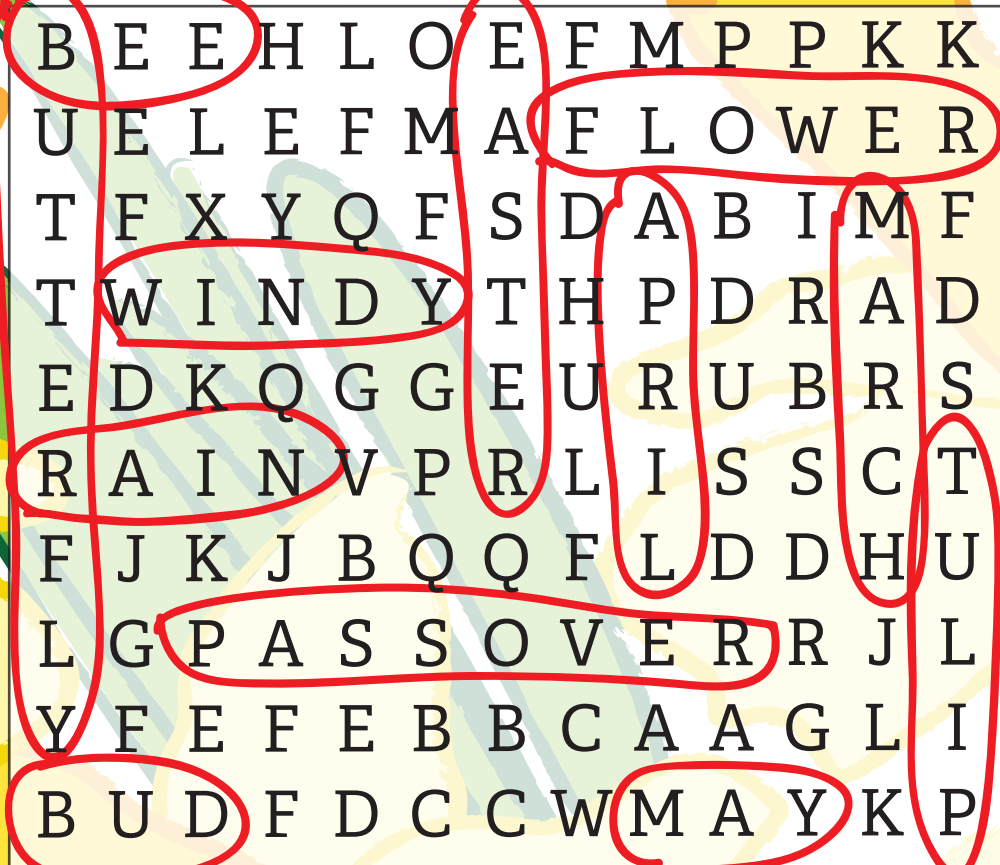 B E E H L O E F M P P K K
U E L E F M A F L O W E R
T F X Y Q F S D A B I M F
T W I N D Y T H P D R A D
E D K Q G G E U R U B R S
R A I N V P R L I S S C T
F J K J B Q Q F L D D H U
L G P A S S O V E R R J L
Y F E F E B B C A A G L I
B U D F D C C W M A Y K P